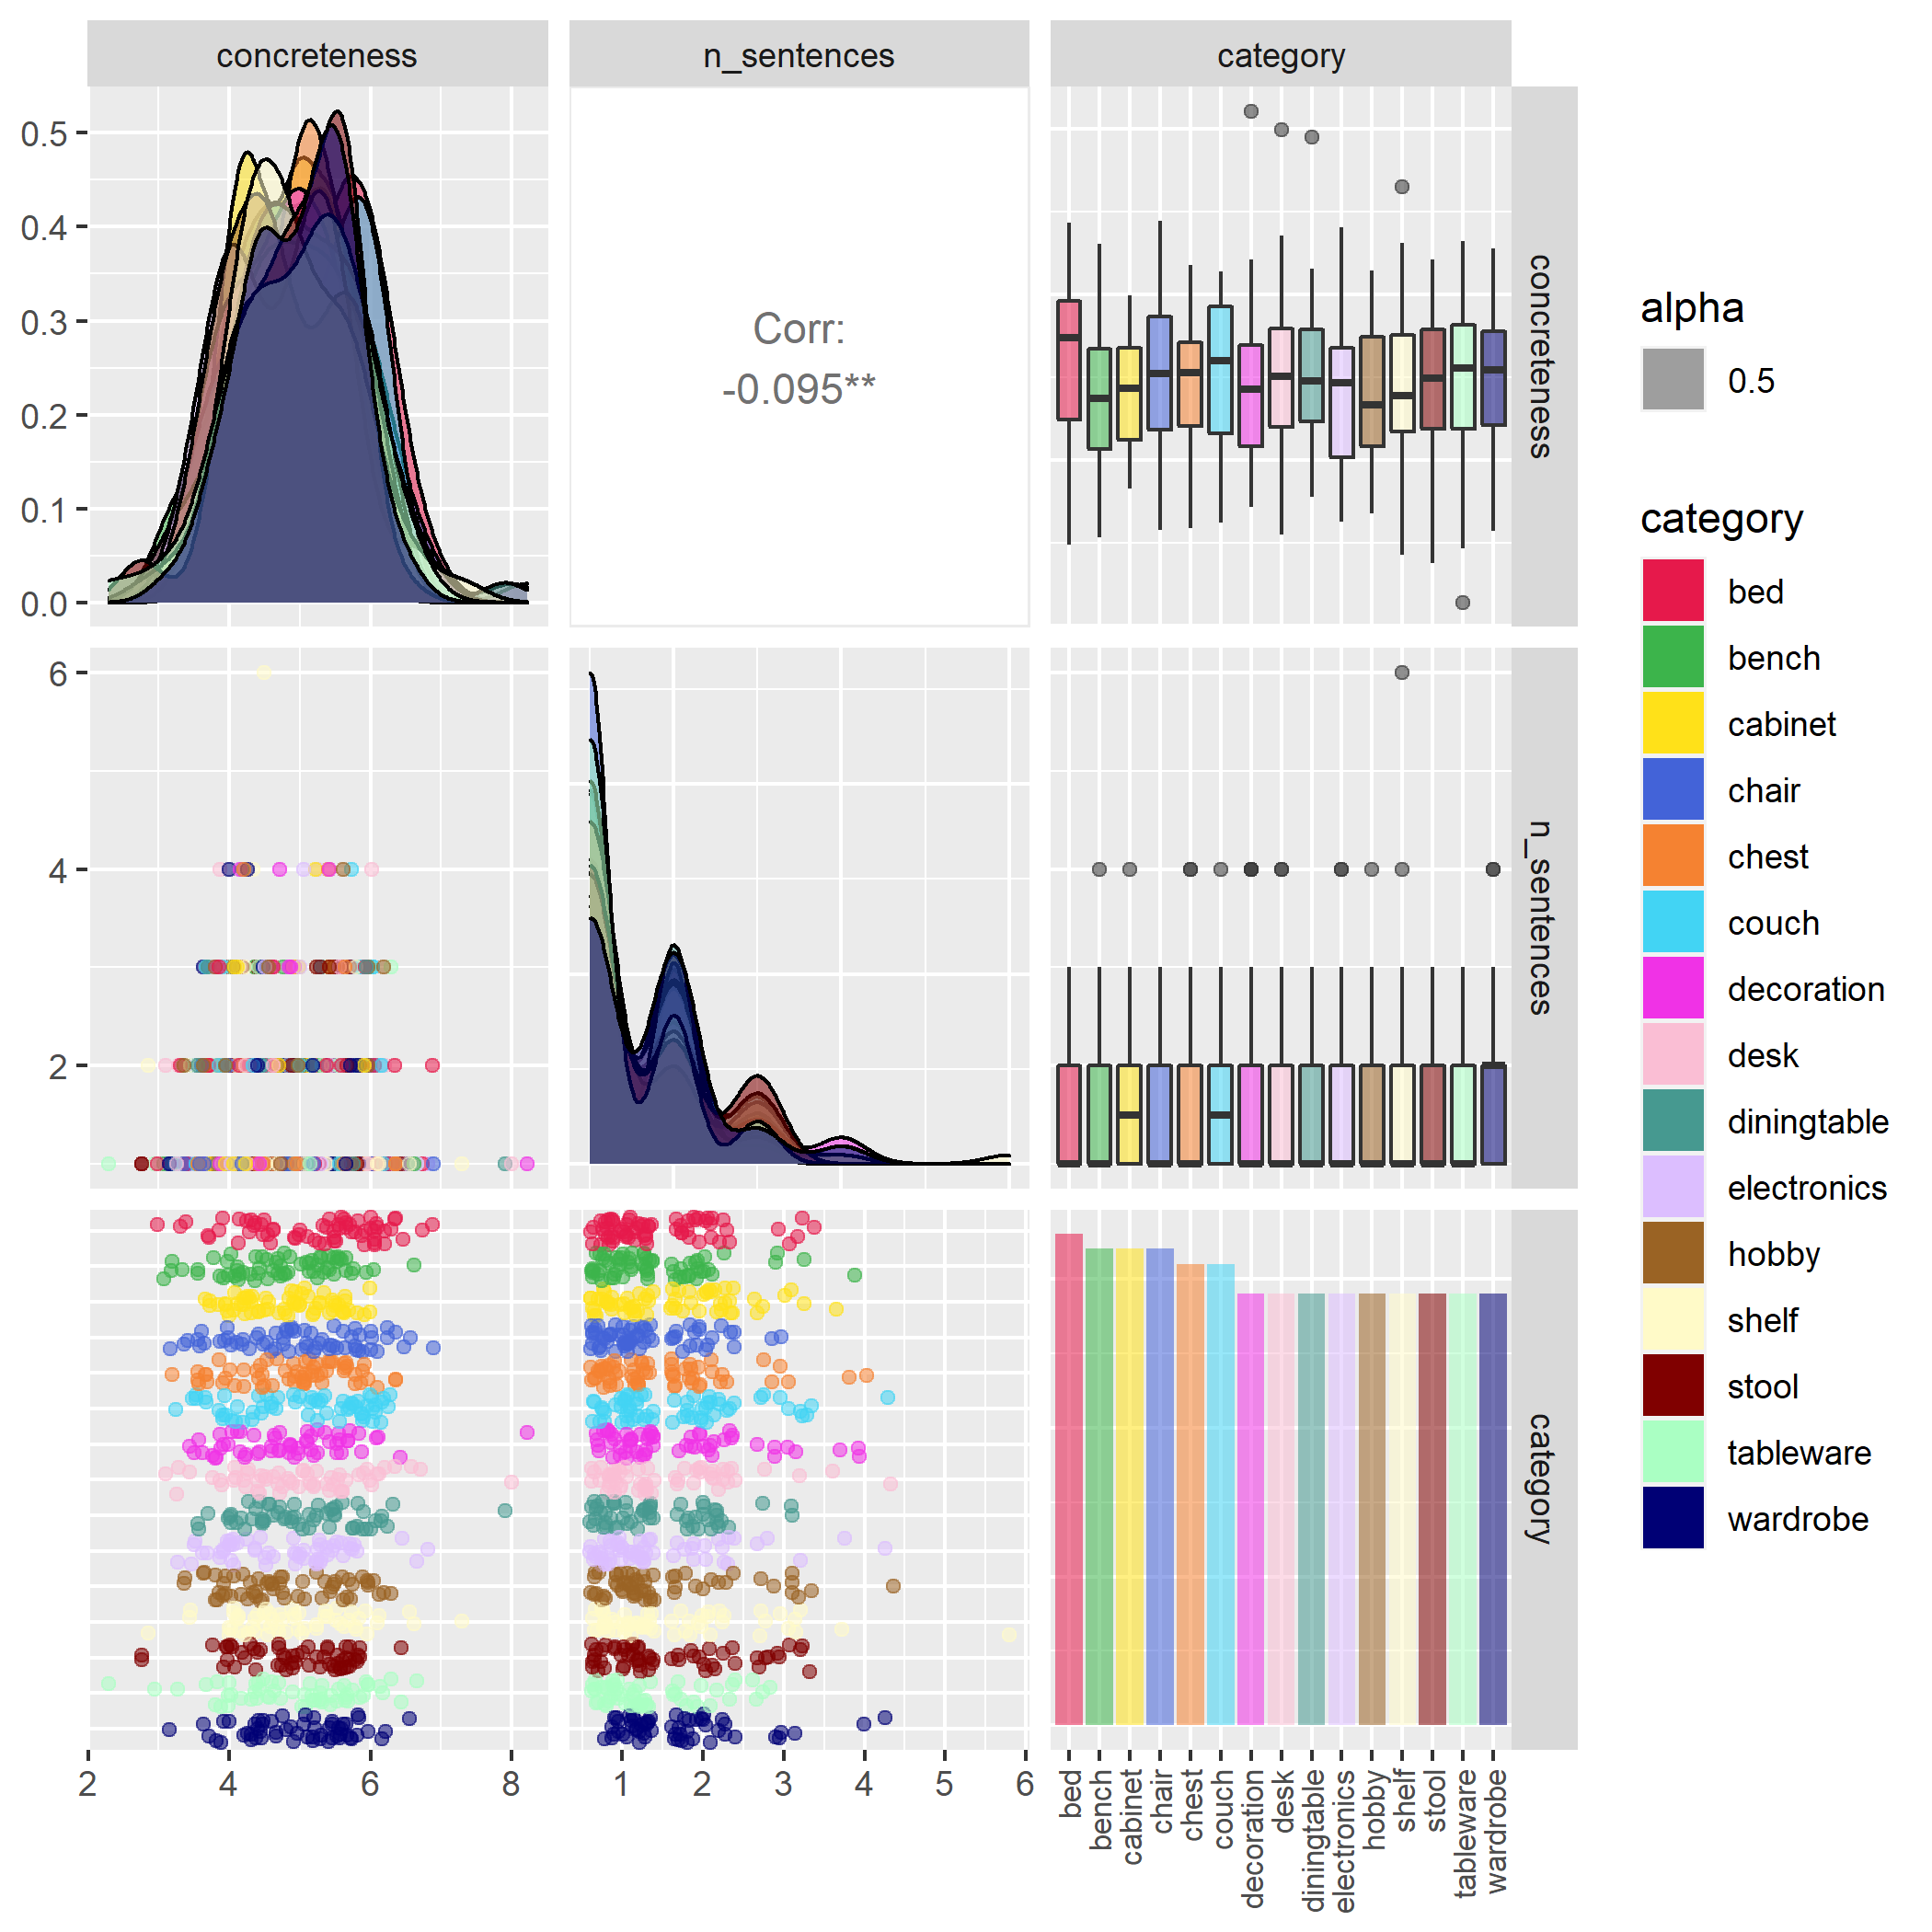 concreteness n_sentences category
0.5
0.4
0.3
0.2
0.1
0.0
Corr:
-0.095**
concreteness
6
4
2
n_sentences
category
2 4 6 8
1 2 3 4 5 6
bed
bench
cabinet
chair
chest
couch
decoration
desk
diningtable
electronics
hobby
shelf
stool
tableware
wardrobe
alpha
0.5
category
bed
bench
cabinet
chair
chest
couch
decoration
desk
diningtable
electronics
hobby
shelf
stool
tableware
wardrobe